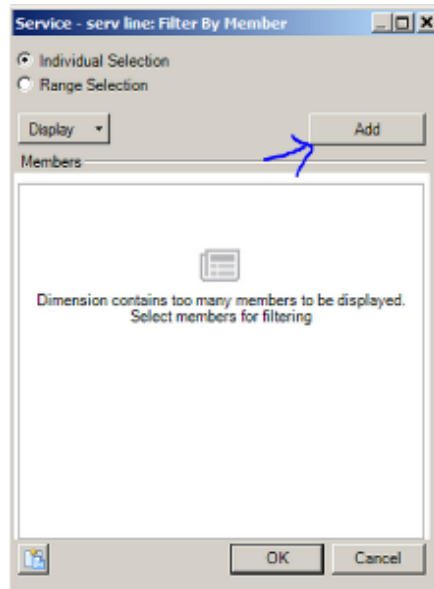 Service - serv line: Filter By Member
Individual Selection
Range Selection
Display
Add
Members
Dimension contains too many members to be displayed.
Select members for filtering
OK
Cancel